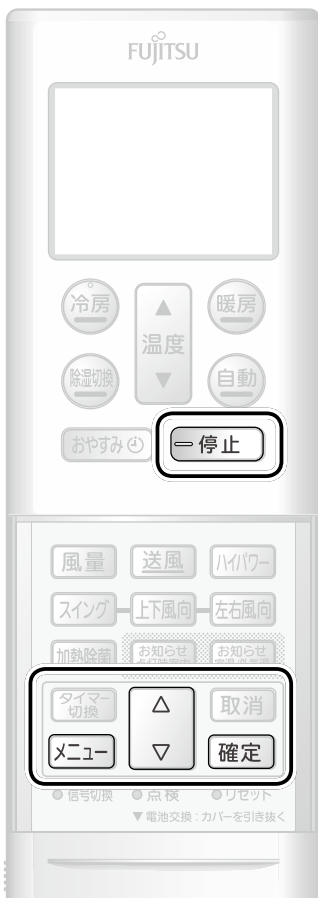 FUJITSU
冷房 ▲ 暖房
温度
除湿切換 ▼ 自動
おやすみ 停止
風量 送風 ハイパワー
スイング 上下風向 左右風向
加熱除菌 お知らせ お知らせ
タイマー切換 △ 取消
メニュー ▽ 確定
信号切換 点検 リセット
▼電池交換：カバーを引き抜く